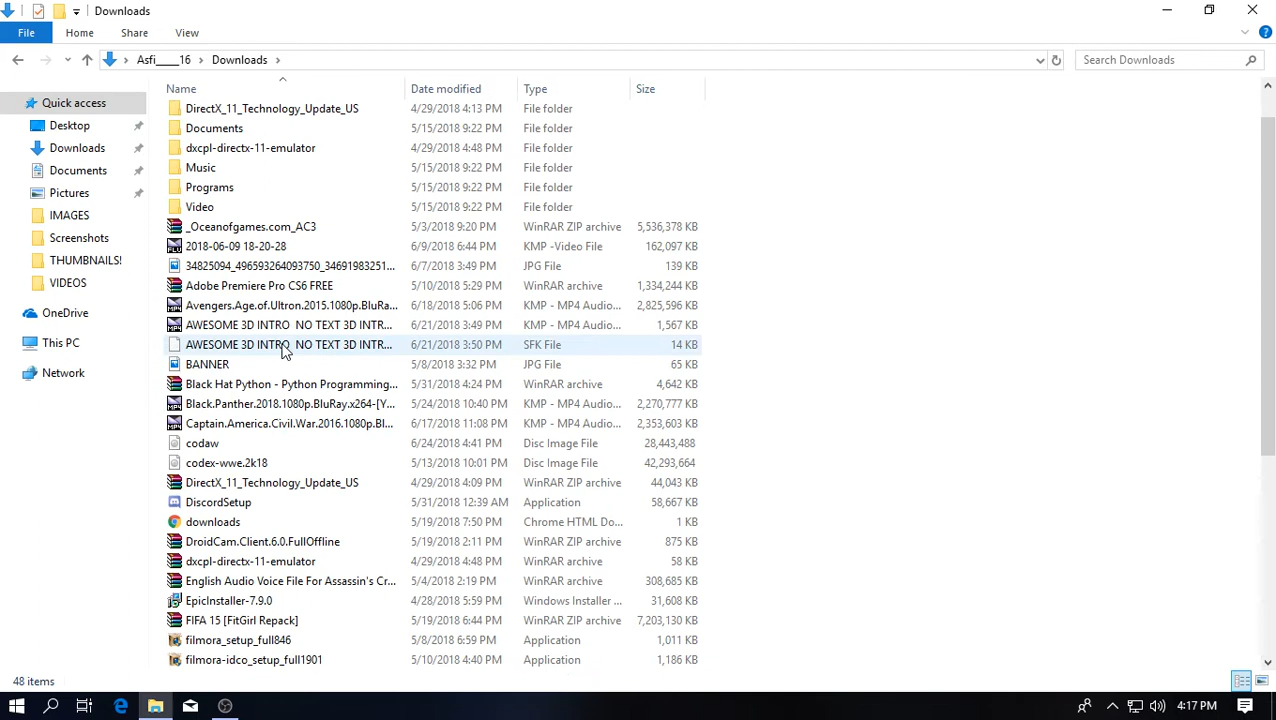 Downloads
File Home Share View
Asfi____16 > Downloads >
Search Downloads
Name Date modified Type Size
Quick access
Desktop
Downloads
Documents
Pictures
IMAGES
Screenshots
THUMBNAILS!
VIDEOS
OneDrive
This PC
Network
DirectX_11_Technology_Update_US 4/29/2018 4:13 PM File folder
Documents 5/15/2018 9:22 PM File folder
dxcpl-directx-11-emulator 4/29/2018 4:48 PM File folder
Music 5/15/2018 9:22 PM File folder
Programs 5/15/2018 9:22 PM File folder
Video 5/15/2018 9:22 PM File folder
_Oceanofgames.com_AC3 5/3/2018 9:20 PM WinRAR ZIP archive 5,536,378 KB
2018-06-09 18-20-28 6/9/2018 6:44 PM KMP -Video File 162,097 KB
34825094_496593264093750_34691983251... 6/7/2018 3:49 PM JPG File 139 KB
Adobe Premiere Pro CS6 FREE 5/10/2018 5:29 PM WinRAR archive 1,334,244 KB
Avengers.Age.of.Ultron.2015.1080p.BluRa... 6/18/2018 5:06 PM KMP - MP4 Audio... 2,825,596 KB
AWESOME 3D INTRO NO TEXT 3D INTR... 6/21/2018 3:49 PM KMP - MP4 Audio... 1,567 KB
AWESOME 3D INTRO NO TEXT 3D INTR... 6/21/2018 3:50 PM SFK File 14 KB
BANNER 5/8/2018 3:32 PM JPG File 65 KB
Black Hat Python - Python Programming... 5/31/2018 4:24 PM WinRAR archive 4,642 KB
Black.Panther.2018.1080p.BluRay.x264-[Y... 5/24/2018 10:40 PM KMP - MP4 Audio... 2,270,777 KB
Captain.America.Civil.War.2016.1080p.Bl... 6/17/2018 11:08 PM KMP - MP4 Audio... 2,353,603 KB
codaw 6/24/2018 4:41 PM Disc Image File 28,443,488
codex-wwe.2k18 5/13/2018 10:01 PM Disc Image File 42,293,664
DirectX_11_Technology_Update_US 4/29/2018 4:09 PM WinRAR ZIP archive 44,043 KB
DiscordSetup 5/31/2018 12:39 AM Application 58,667 KB
downloads 5/19/2018 7:50 PM Chrome HTML Do... 1 KB
DroidCam.Client.6.0.FullOffline 5/19/2018 2:11 PM WinRAR ZIP archive 875 KB
dxcpl-directx-11-emulator 4/29/2018 4:48 PM WinRAR archive 58 KB
English Audio Voice File For Assassin's Cr... 5/4/2018 2:19 PM WinRAR archive 308,685 KB
EpicInstaller-7.9.0 4/28/2018 5:59 PM Windows Installer ... 31,608 KB
FIFA 15 [FitGirl Repack] 5/19/2018 6:44 PM WinRAR ZIP archive 7,203,130 KB
filmora_setup_full846 5/8/2018 6:59 PM Application 1,011 KB
filmora-idco_setup_full1901 5/10/2018 4:40 PM Application 1,186 KB
48 items
4:17 PM